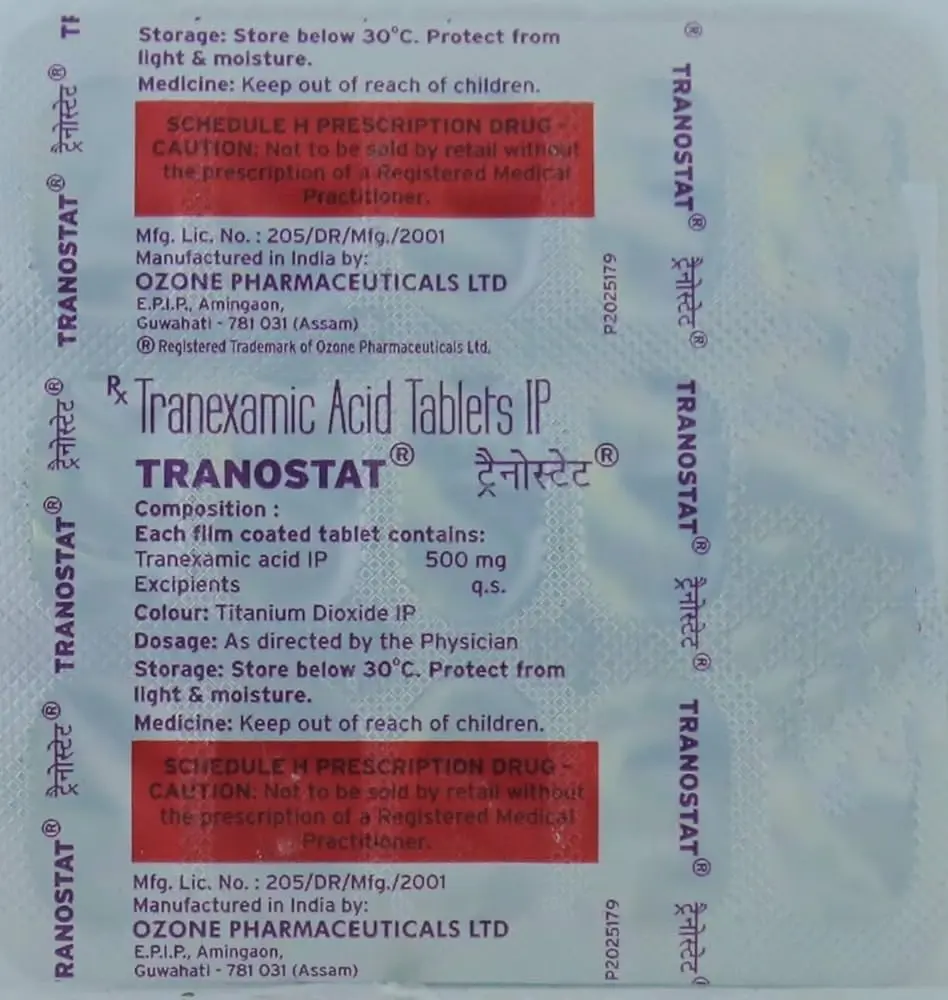 Storage: Store below 30°C. Protect from
light & moisture.
Medicine: Keep out of reach of children.
SCHEDULE H PRESCRIPTION DRUG -
CAUTION: Not to be sold by retail without
the prescription of a Registered Medical
Practitioner.
Mfg. Lic. No. : 205/DR/Mfg./2001
Manufactured in India by:
OZONE PHARMACEUTICALS LTD
E.P.I.P., Amingaon,
Guwahati - 781 031 (Assam)
® Registered Trademark of Ozone Pharmaceuticals Ltd.
P2025179
Rx Tranexamic Acid Tablets IP
TRANOSTAT® ट्रैनोस्टेट®
Composition :
Each film coated tablet contains:
Tranexamic acid IP 500 mg
Excipients q.s.
Colour: Titanium Dioxide IP
Dosage: As directed by the Physician
Storage: Store below 30°C. Protect from
light & moisture.
Medicine: Keep out of reach of children.
SCHEDULE H PRESCRIPTION DRUG -
CAUTION: Not to be sold by retail without
the prescription of a Registered Medical
Practitioner.
Mfg. Lic. No. : 205/DR/Mfg./2001
Manufactured in India by:
OZONE PHARMACEUTICALS LTD
E.P.I.P., Amingaon,
Guwahati - 781 031 (Assam)
P2025179
RANOSTAT® ट्रैनोस्टेट® TRANOSTAT® ट्रैनोस्टेट® TRANOSTAT® ट्रैनोस्टेट® TR
® TRANOSTAT® ट्रैनोस्टेट® TRANOSTAT® ट्रैनोस्टेट® TRANOSTAT® ट्रैनोस्टेट®